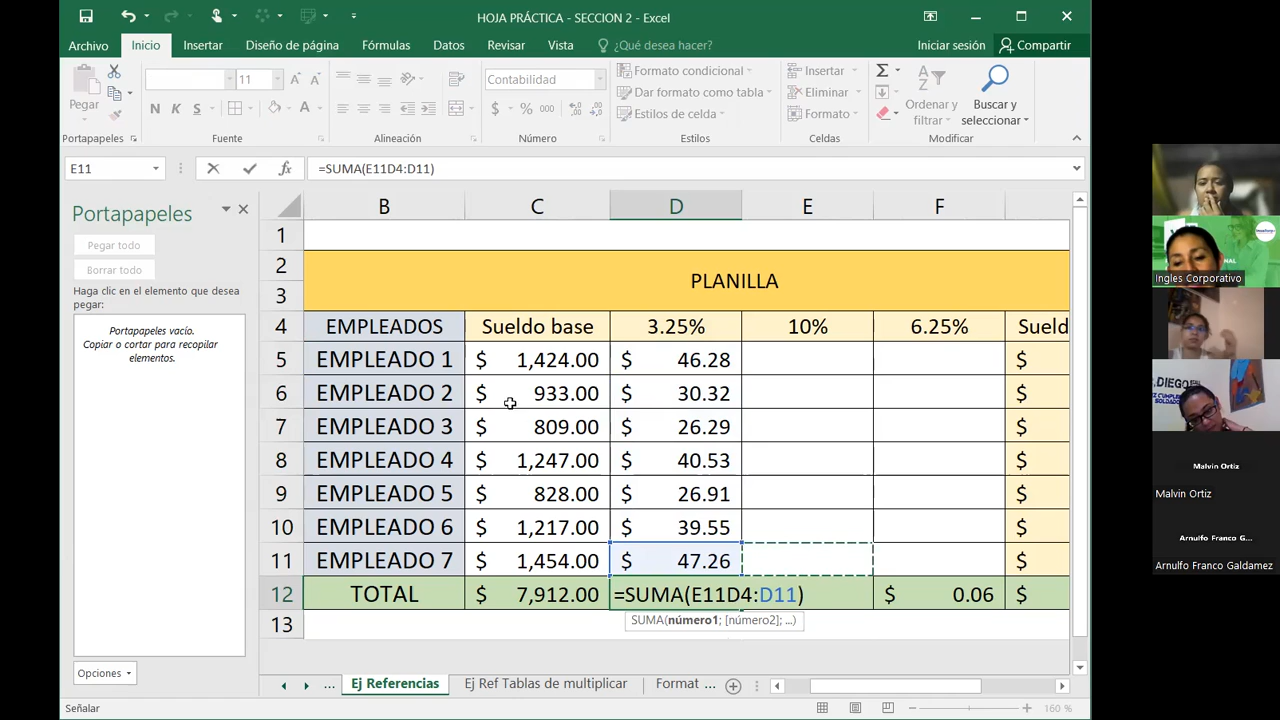 HOJA PRÁCTICA - SECCION 2 - Excel
Archivo Inicio Insertar Diseño de página Fórmulas Datos Revisar Vista ¿Qué desea hacer? Iniciar sesión Compartir
Pegar
11
N K S
A
Contabilidad
$ % 000
Formato condicional
Dar formato como tabla
Estilos de celda
Insertar
Eliminar
Formato
Ordenar y filtrar
Buscar y seleccionar
Portapapeles Fuente Alineación Número Estilos Celdas Modificar
E11 fx =SUMA(E11D4:D11)
Portapapeles
Pegar todo
Borrar todo
Haga clic en el elemento que desea
pegar:
Portapapeles vacío.
Copiar o cortar para recopilar
elementos.
Opciones
B C D E F
1
2
3
PLANILLA
4 EMPLEADOS Sueldo base 3.25% 10% 6.25% Sueld
5 EMPLEADO 1 $ 1,424.00 $ 46.28 $
6 EMPLEADO 2 $ 933.00 $ 30.32 $
7 EMPLEADO 3 $ 809.00 $ 26.29 $
8 EMPLEADO 4 $ 1,247.00 $ 40.53 $
9 EMPLEADO 5 $ 828.00 $ 26.91 $
10 EMPLEADO 6 $ 1,217.00 $ 39.55 $
11 EMPLEADO 7 $ 1,454.00 $ 47.26 $
12 TOTAL $ 7,912.00 =SUMA(E11D4:D11) $ 0.06 $
SUMA(número1; [número2]; ...)
13
... Ej Referencias Ej Ref Tablas de multiplicar Format ...
Señalar
160 %
Ingles Corporativo
, DIEGO
Malvin Ortiz
Malvin Ortiz
Arnulfo Franco G...
Arnulfo Franco Galdamez